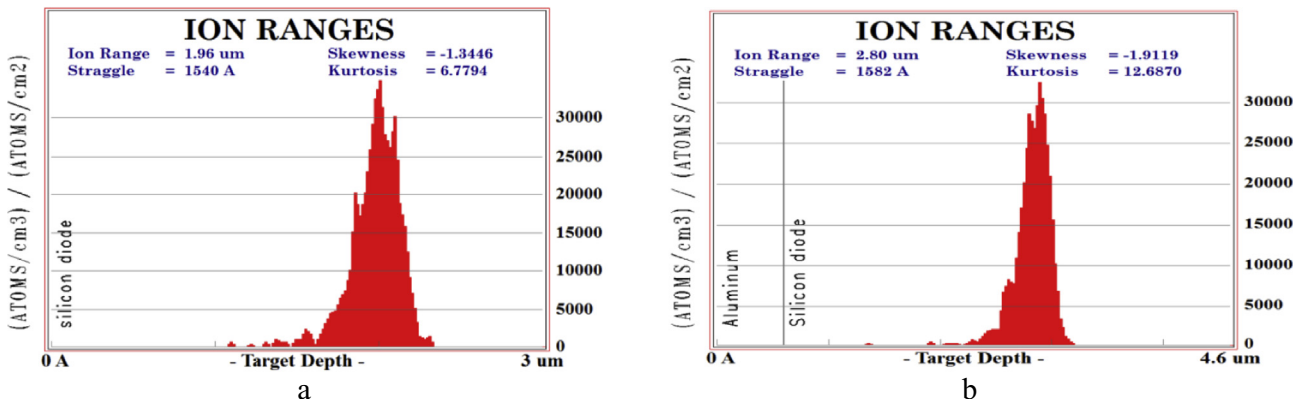 ION RANGES
Ion Range = 1.96 um Skewness = -1.3446
Straggle = 1540 A Kurtosis = 6.7794
(ATOMS/cm3) / (ATOMS/cm2)
30000
25000
20000
15000
10000
5000
0
silicon diode
0 A - Target Depth - 3 um
a
ION RANGES
Ion Range = 2.80 um Skewness = -1.9119
Straggle = 1582 A Kurtosis = 12.6870
(ATOMS/cm3) / (ATOMS/cm2)
30000
25000
20000
15000
10000
5000
0
Aluminum
Silicon diode
0 A - Target Depth - 4.6 um
b